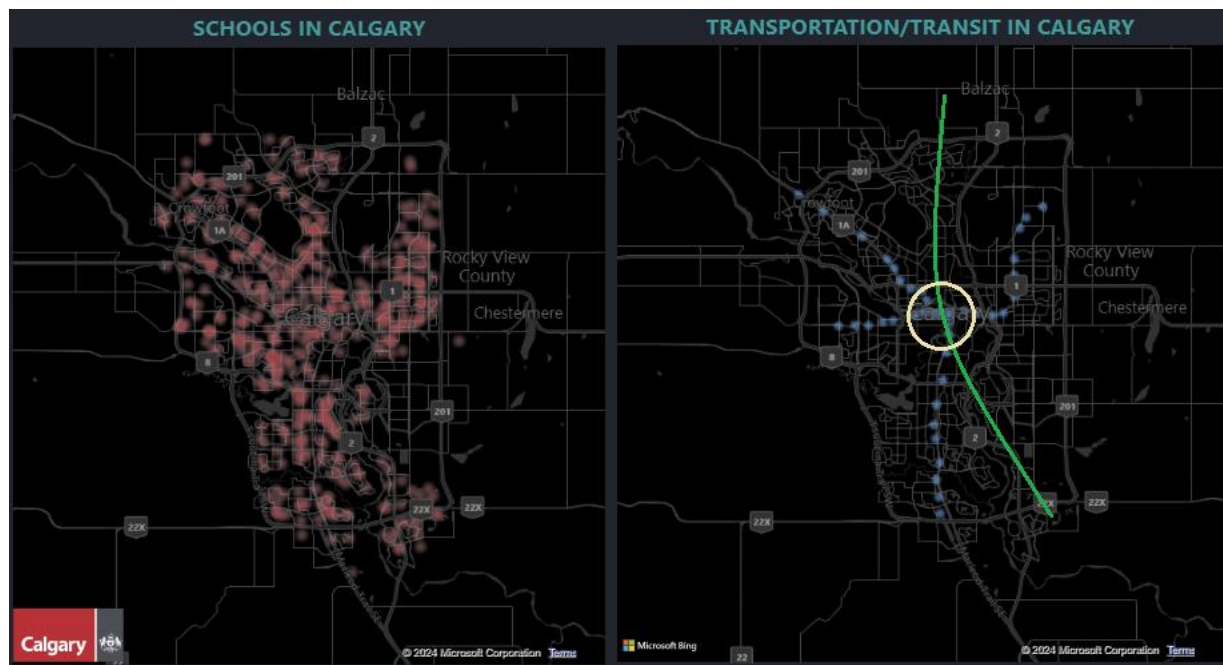 SCHOOLS IN CALGARY
Balzac
2
201
Crowfoot
1A
Rocky View
County
1
Calgary
Chestermere
8
201
2
22X
22X
22X
Calgary
© 2024 Microsoft Corporation Terms
TRANSPORTATION/TRANSIT IN CALGARY
Balzac
2
201
Crowfoot
1A
Rocky View
County
1
Calgary
Chestermere
8
201
2
22X
22X
22X
Microsoft Bing
22
© 2024 Microsoft Corporation Terms